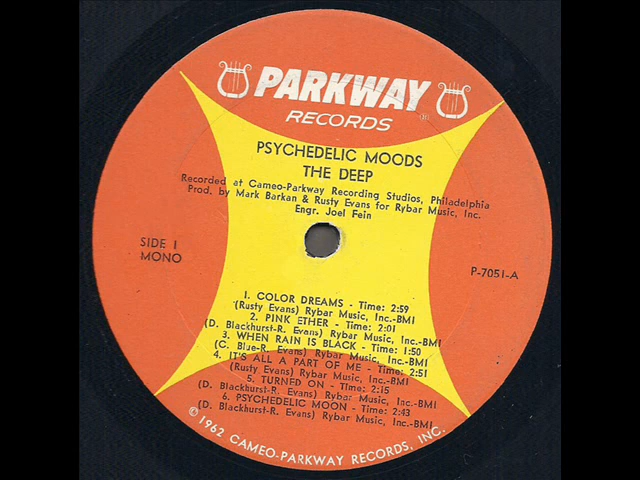 PARKWAY
RECORDS
PSYCHEDELIC MOODS
THE DEEP
Recorded at Cameo-Parkway Recording Studios, Philadelphia
Prod. by Mark Barkan & Rusty Evans for Rybar Music, Inc.
Engr. Joel Fein
SIDE 1
MONO
P-7051-A
1. COLOR DREAMS - Time: 2:59
(Rusty Evans) Rybar Music, Inc.-BMI
2. PINK ETHER - Time: 2:01
(D. Blackhurst-R. Evans) Rybar Music, Inc.-BMI
3. WHEN RAIN IS BLACK - Time: 1:50
(C. Blue-R. Evans) Rybar Music, Inc.-BMI
4. IT'S ALL A PART OF ME - Time: 2:51
(Rusty Evans) Rybar Music, Inc.-BMI
5. TURNED ON - Time: 2:15
(D. Blackhurst-R. Evans) Rybar Music, Inc.-BMI
6. PSYCHEDELIC MOON - Time: 2:43
(D. Blackhurst-R. Evans) Rybar Music, Inc.-BMI
© 1962 CAMEO-PARKWAY RECORDS, INC.